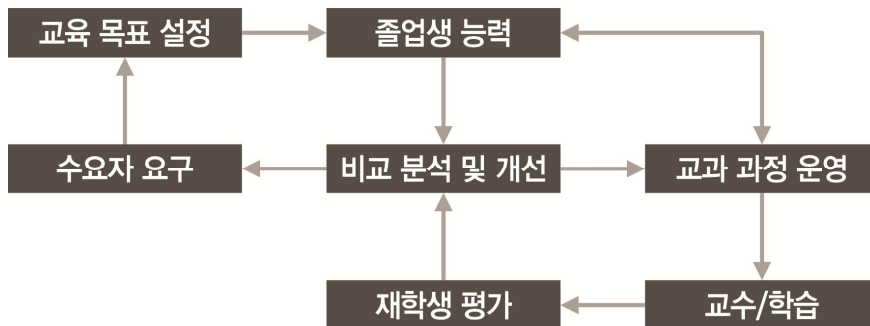 교육 목표 설정
졸업생 능력
수요자 요구
비교 분석 및 개선
교과 과정 운영
재학생 평가
교수/학습